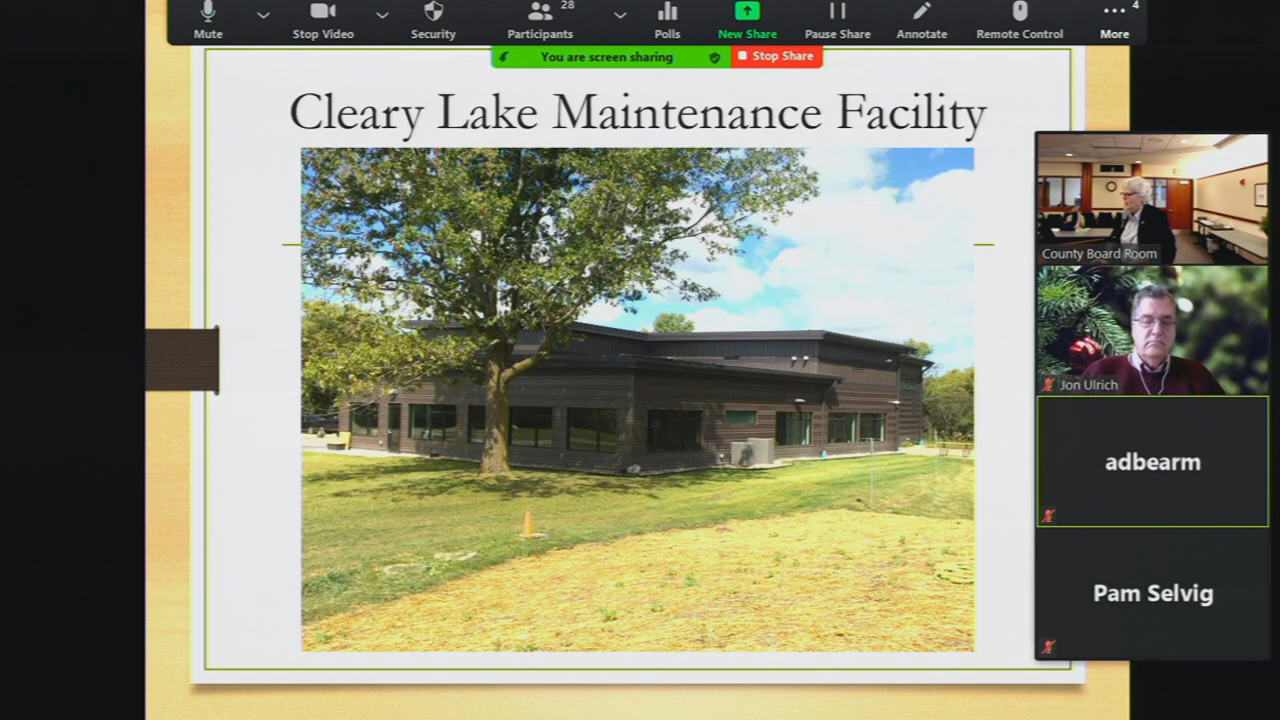 28
4
Mute
Stop Video
Security
Participants
Polls
New Share
Pause Share
Annotate
Remote Control
More
You are screen sharing
Stop Share
Cleary Lake Maintenance Facility
County Board Room
Jon Ulrich
adbearm
Pam Selvig